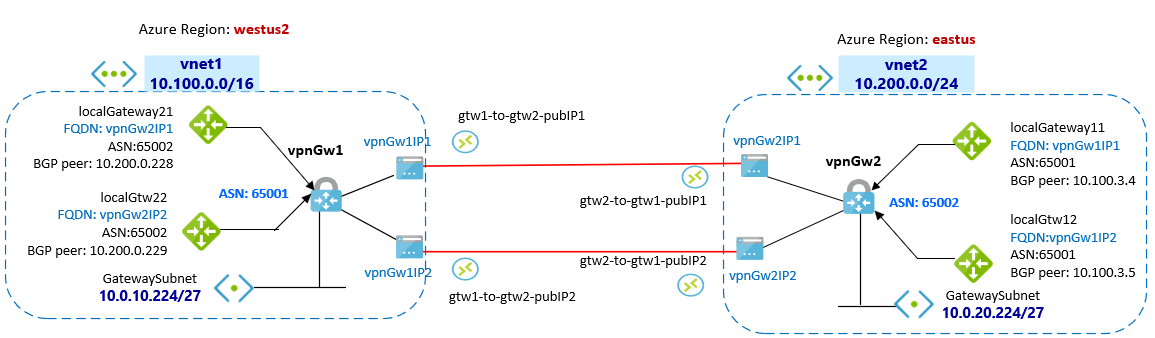 Azure Region: westus2
vnet1
10.100.0.0/16
localGateway21
FQDN: vpnGw2IP1
ASN:65002
BGP peer: 10.200.0.228
localGtw22
FQDN: vpnGw2IP2
ASN:65002
BGP peer: 10.200.0.229
GatewaySubnet
10.0.10.224/27
vpnGw1
ASN: 65001
vpnGw1IP1
vpnGw1IP2
gtw1-to-gtw2-pubIP1
gtw2-to-gtw1-pubIP1
gtw2-to-gtw1-pubIP2
gtw1-to-gtw2-pubIP2
Azure Region: eastus
vnet2
10.200.0.0/24
vpnGw2IP1
vpnGw2IP2
vpnGw2
ASN: 65002
localGateway11
FQDN: vpnGw1IP1
ASN:65001
BGP peer: 10.100.3.4
localGtw12
FQDN:vpnGw1IP2
ASN:65001
BGP peer: 10.100.3.5
GatewaySubnet
10.0.20.224/27